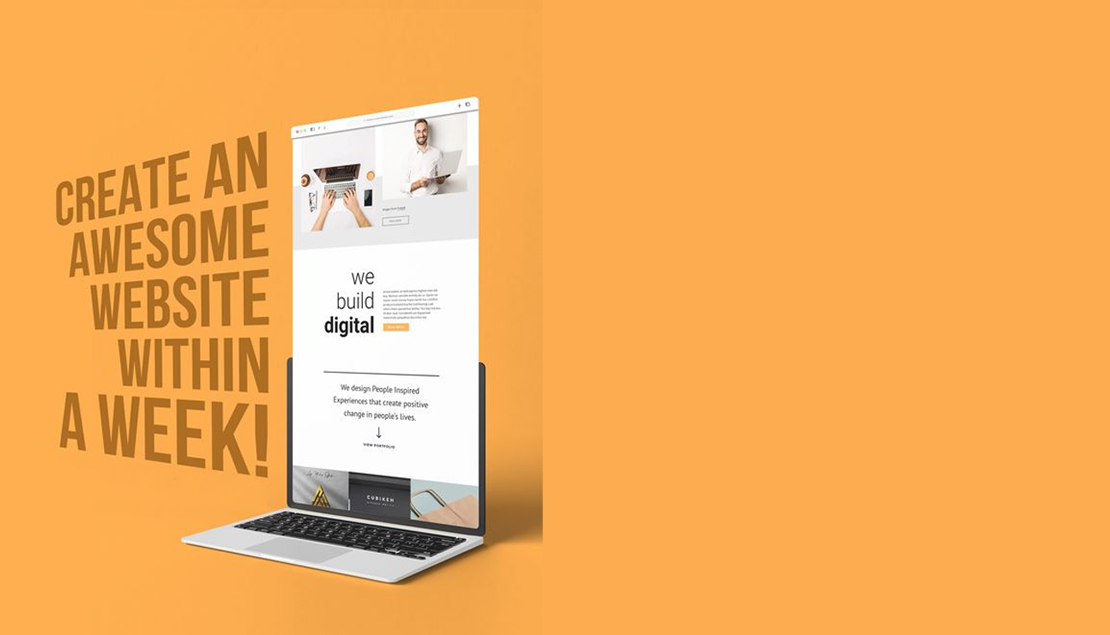 CREATE AN
AWESOME
WEBSITE
WITHIN
A WEEK!
we
build
digital
We design People Inspired
Experiences that create positive
change in people's lives.
VIEW PORTFOLIO
CUBIKEH